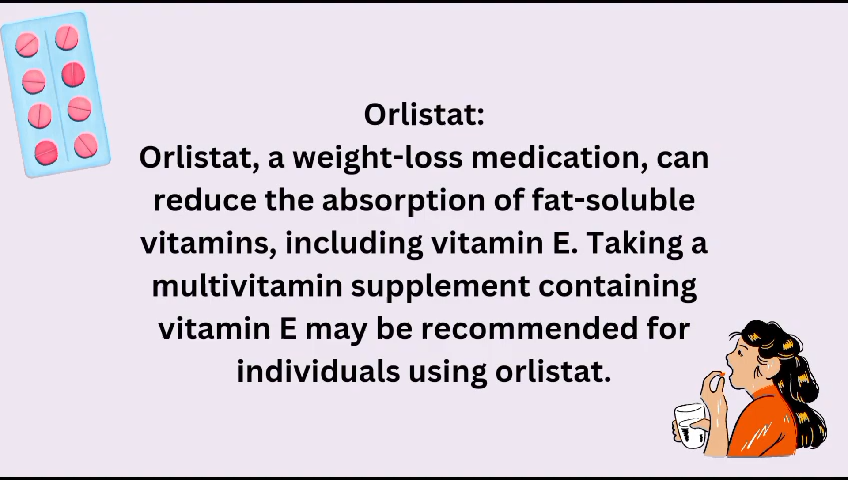 Orlistat:
Orlistat, a weight-loss medication, can
reduce the absorption of fat-soluble
vitamins, including vitamin E. Taking a
multivitamin supplement containing
vitamin E may be recommended for
individuals using orlistat.